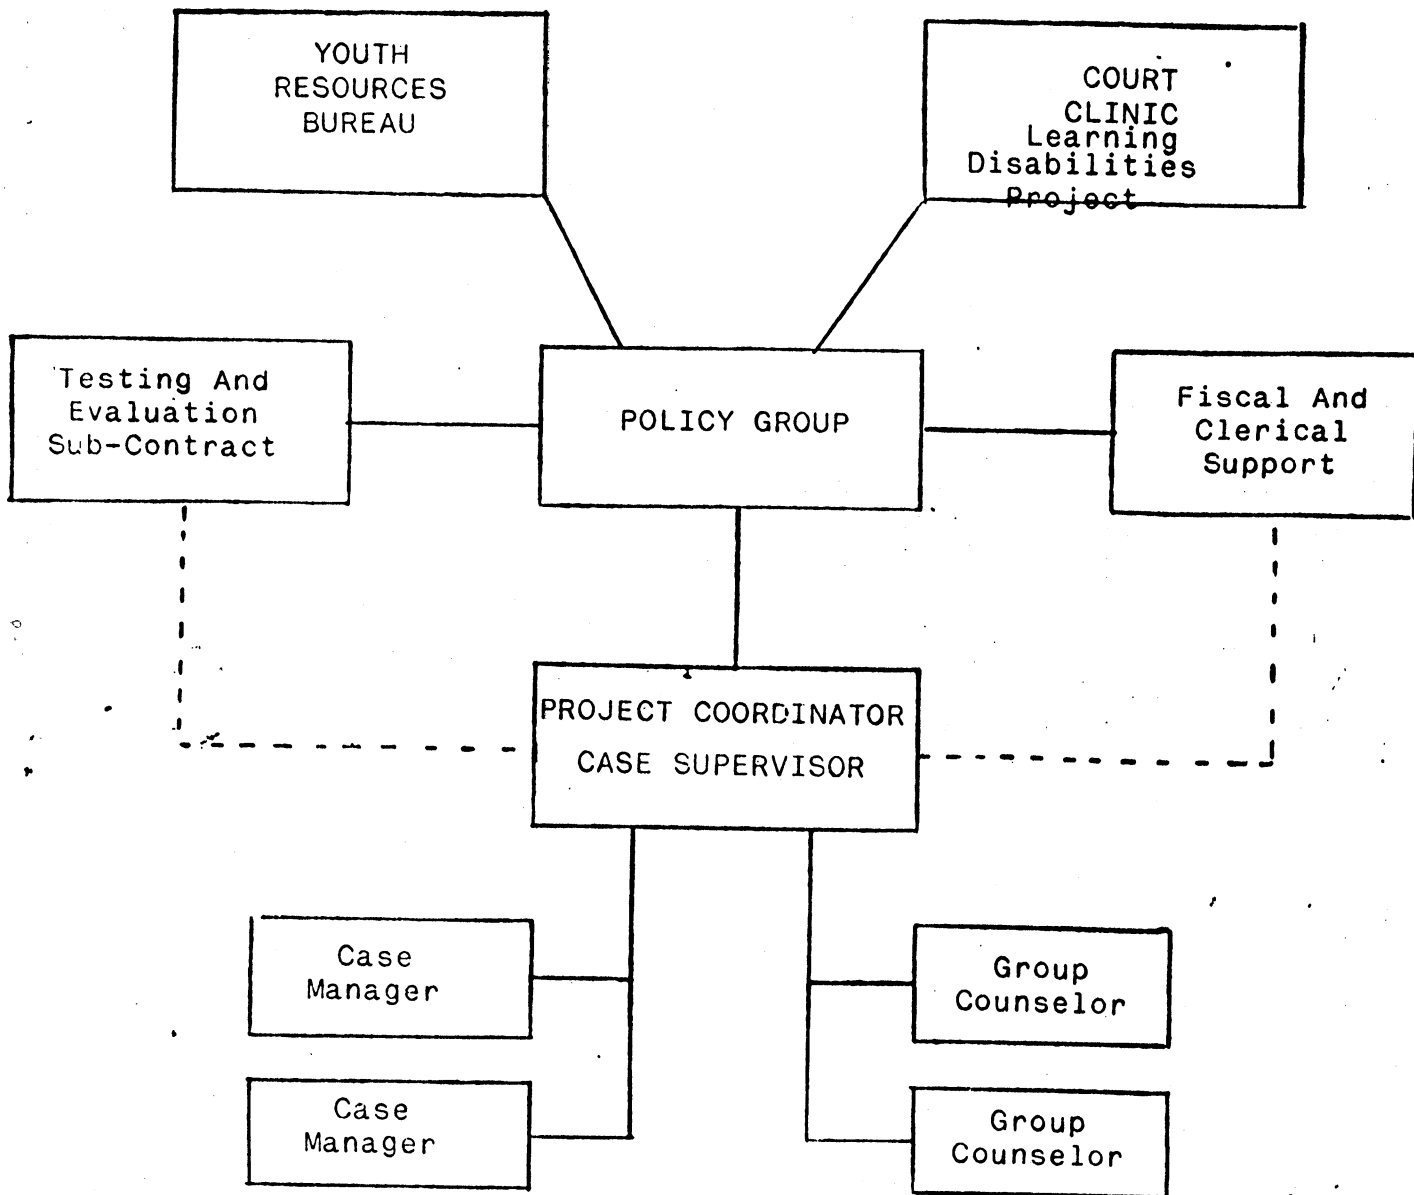 YOUTH
RESOURCES
BUREAU
COURT
CLINIC
Learning
Disabilities
Project
Testing And
Evaluation
Sub-Contract
POLICY GROUP
Fiscal And
Clerical
Support
PROJECT COORDINATOR
CASE SUPERVISOR
Case
Manager
Group
Counselor
Case
Manager
Group
Counselor